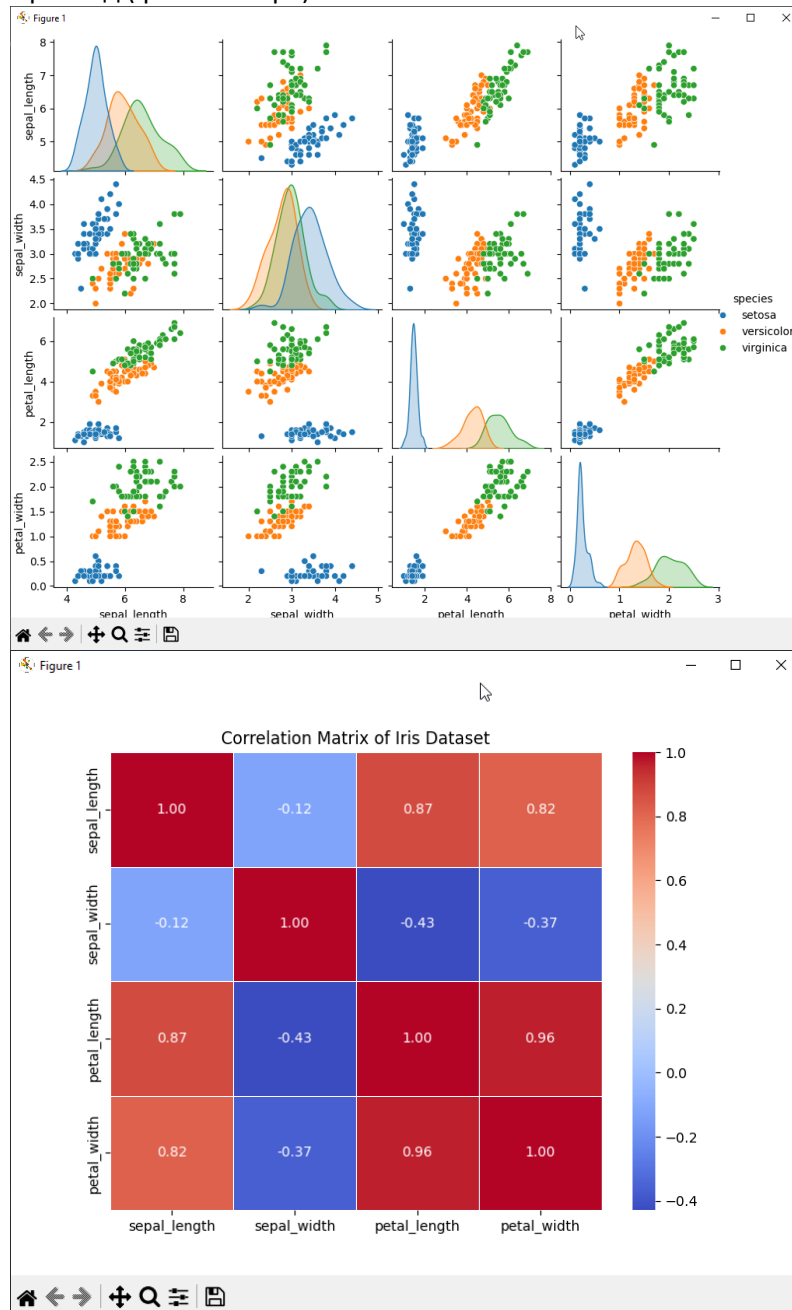 Figure 1
8
7
6
5
sepal_length
4.5
4.0
3.5
3.0
2.5
2.0
sepal_width
species
setosa
versicolor
virginica
6
4
2
petal_length
2.5
2.0
1.5
1.0
0.5
0.0
petal_width
4 6 8 2 3 4 5 2 4 6 8 0 1 2 3
sepal_length sepal_width petal_length petal_width
Figure 1
Correlation Matrix of Iris Dataset
sepal_length
1.00 -0.12 0.87 0.82
sepal_width
-0.12 1.00 -0.43 -0.37
petal_length
0.87 -0.43 1.00 0.96
petal_width
0.82 -0.37 0.96 1.00
sepal_length sepal_width petal_length petal_width
1.0
0.8
0.6
0.4
0.2
0.0
−0.2
−0.4